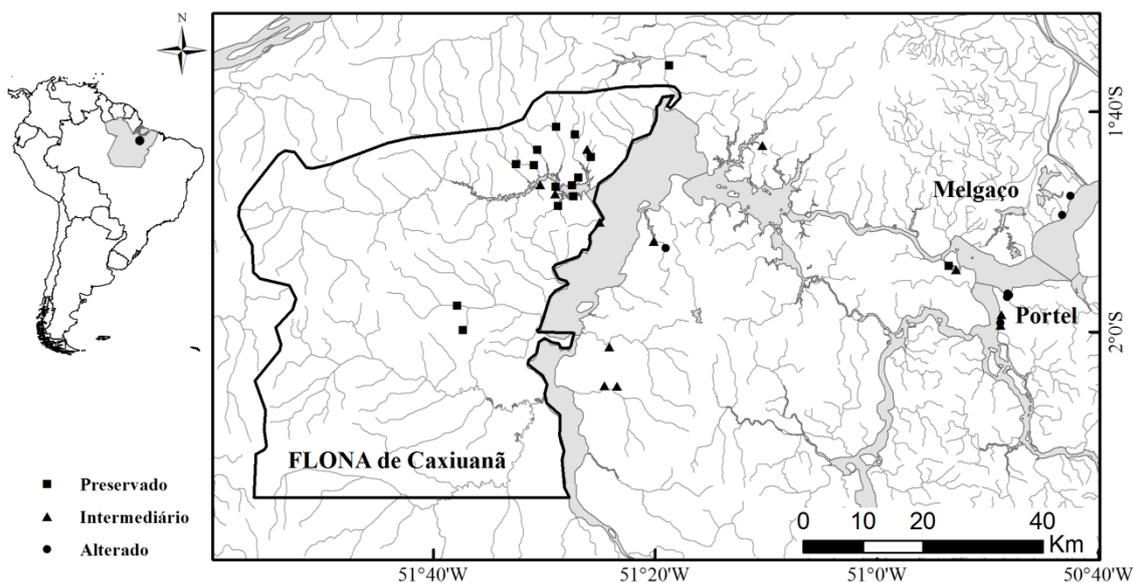 N
1°40'S
Melgaço
Portel
2°0'S
FLONA de Caxiuanã
Preservado
Intermediário
Alterado
0 10 20 40
Km
51°40'W 51°20'W 51°0'W 50°40'W